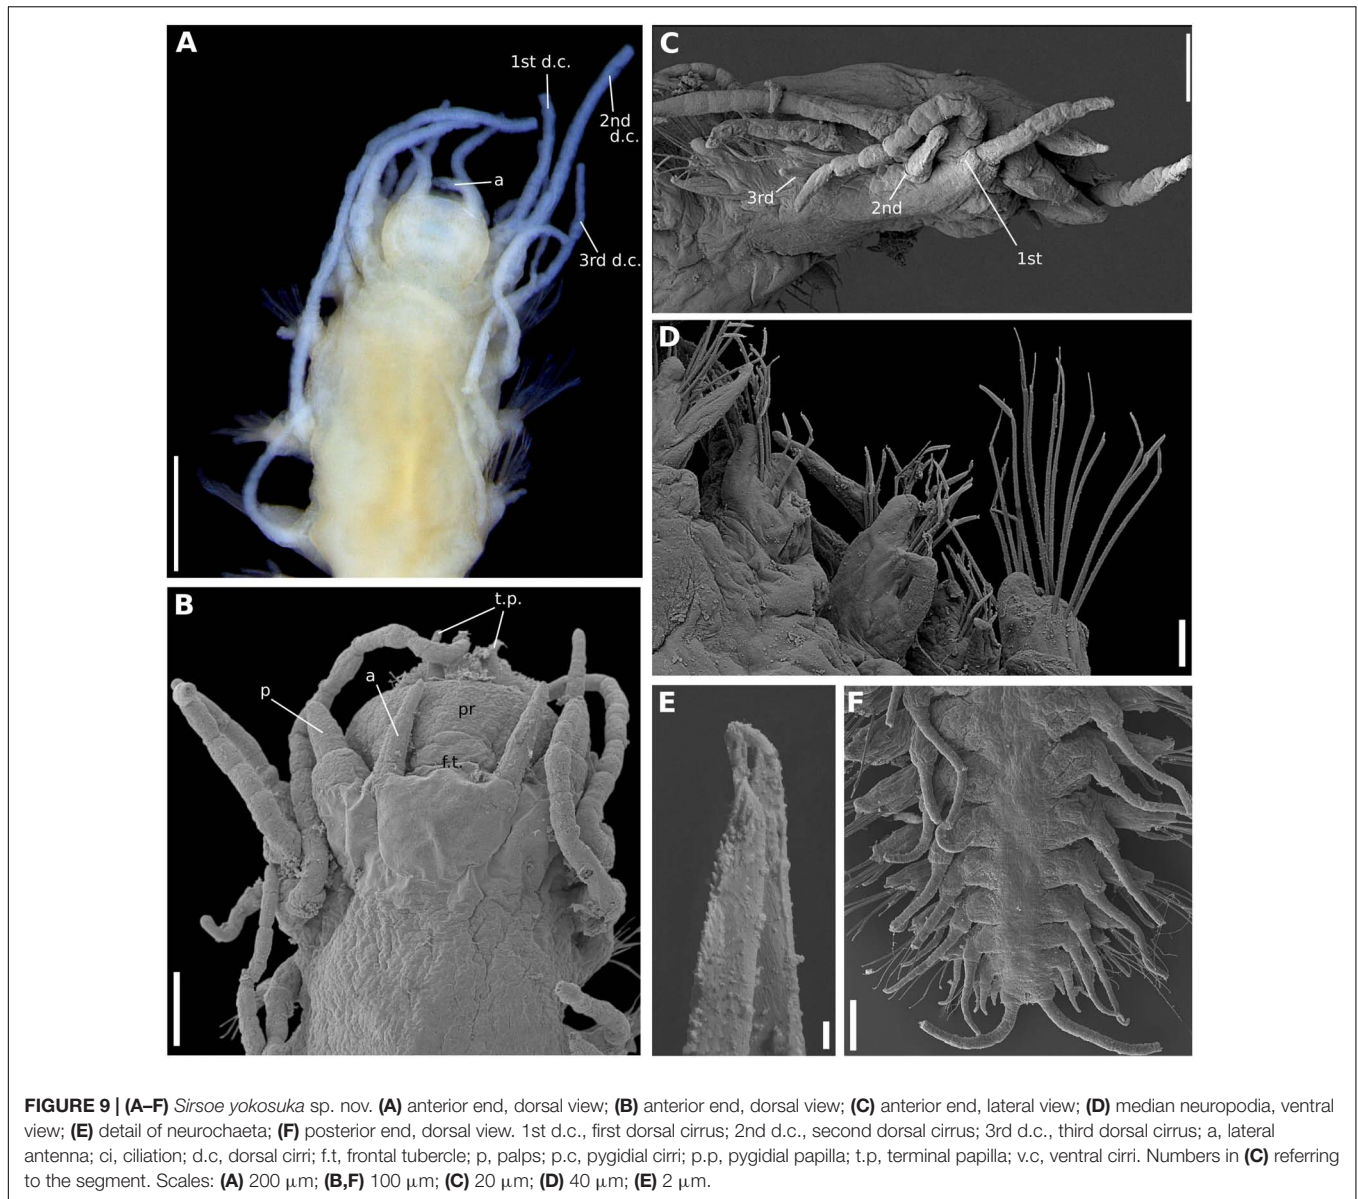 A
1st d.c.
2nd
d.c.
a
3rd d.c.
B
t.p.
p
a
pr
f.t.
C
3rd
2nd
1st
D
E
F
FIGURE 9 | (A–F) Sirsoe yokosuka sp. nov. (A) anterior end, dorsal view; (B) anterior end, dorsal view; (C) anterior end, lateral view; (D) median neuropodia, ventral
view; (E) detail of neurochaeta; (F) posterior end, dorsal view. 1st d.c., first dorsal cirrus; 2nd d.c., second dorsal cirrus; 3rd d.c., third dorsal cirrus; a, lateral
antenna; ci, ciliation; d.c, dorsal cirri; f.t, frontal tubercle; p, palps; p.c, pygidial cirri; p.p, pygidial papilla; t.p, terminal papilla; v.c, ventral cirri. Numbers in (C) referring
to the segment. Scales: (A) 200 μm; (B,F) 100 μm; (C) 20 μm; (D) 40 μm; (E) 2 μm.